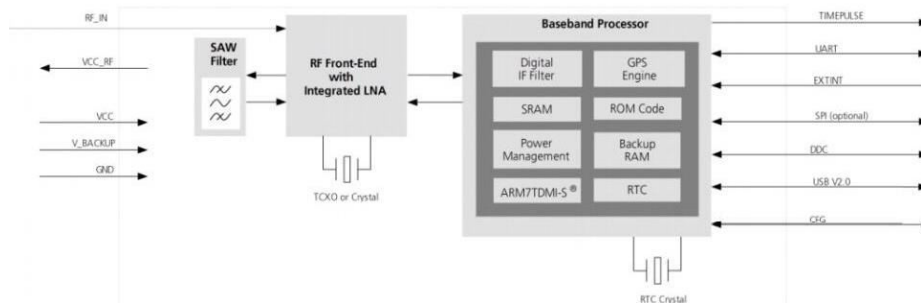 RF_IN
VCC_RF
VCC
V_BACKUP
GND
SAW
Filter
RF Front-End
with
Integrated LNA
TCXO or Crystal
Baseband Processor
Digital
IF Filter
GPS
Engine
SRAM
ROM Code
Power
Management
Backup
RAM
ARM7TDMI-S®
RTC
RTC Crystal
TIMEPULSE
UART
EXTINT
SPI (optional)
DDC
USB V2.0
CFG